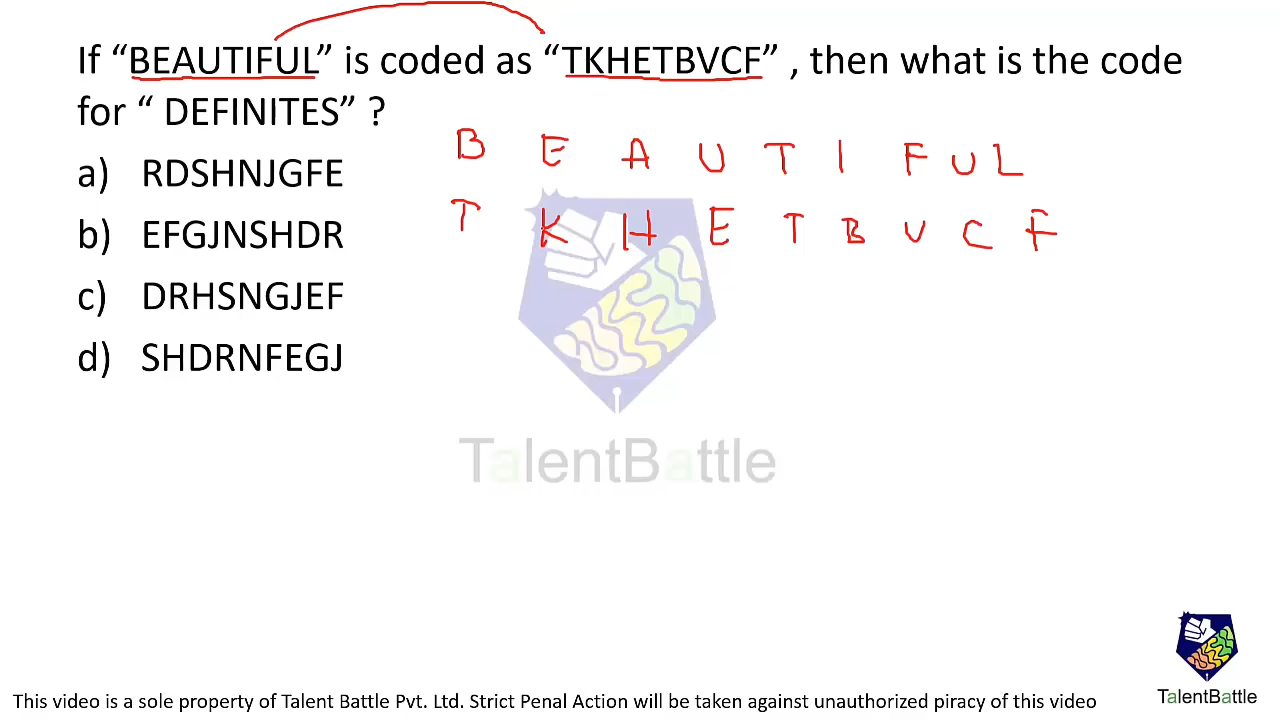 If “BEAUTIFUL” is coded as “TKHETBVCF” , then what is the code
for “ DEFINITES” ?
B E A U T I F U L
a) RDSHNJGFE
T K H E T B V C F
b) EFGJNSHDR
c) DRHSNGJEF
d) SHDRNFEGJ
TalentBattle
TalentBattle
This video is a sole property of Talent Battle Pvt. Ltd. Strict Penal Action will be taken against unauthorized piracy of this video